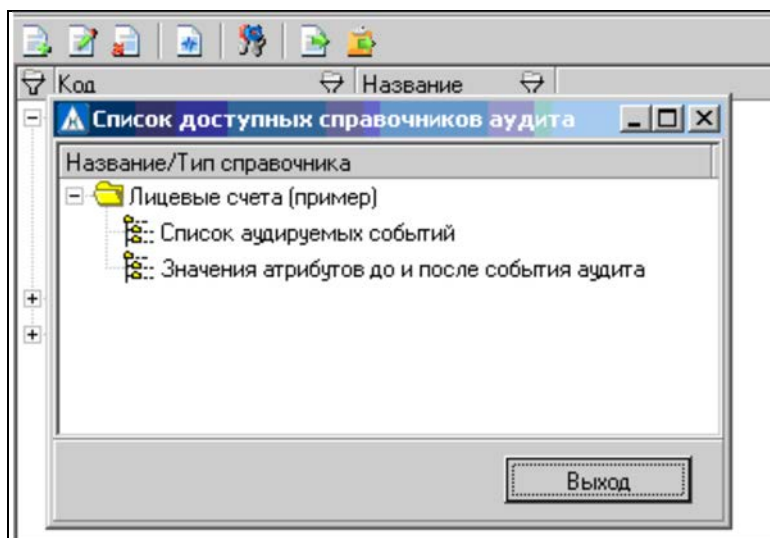 Код Название
Список доступных справочников аудита
Название/Тип справочника
Лицевые счета (пример)
Список аудируемых событий
Значения атрибутов до и после события аудита
Выход